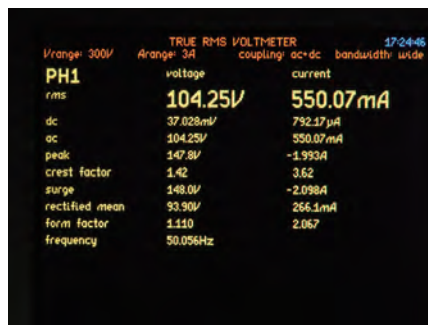 TRUE RMS VOLTMETER 17:24:46
Vrange: 300V Arange: 3A coupling: ac+dc bandwidth: wide
PH1 voltage current
rms 104.25V 550.07mA
dc 37.028mV 792.17µA
ac 104.25V 550.07mA
peak 147.8V -1.993A
crest factor 1.42 3.62
surge 148.0V -2.098A
rectified mean 93.90V 266.1mA
form factor 1.110 2.067
frequency 50.056Hz